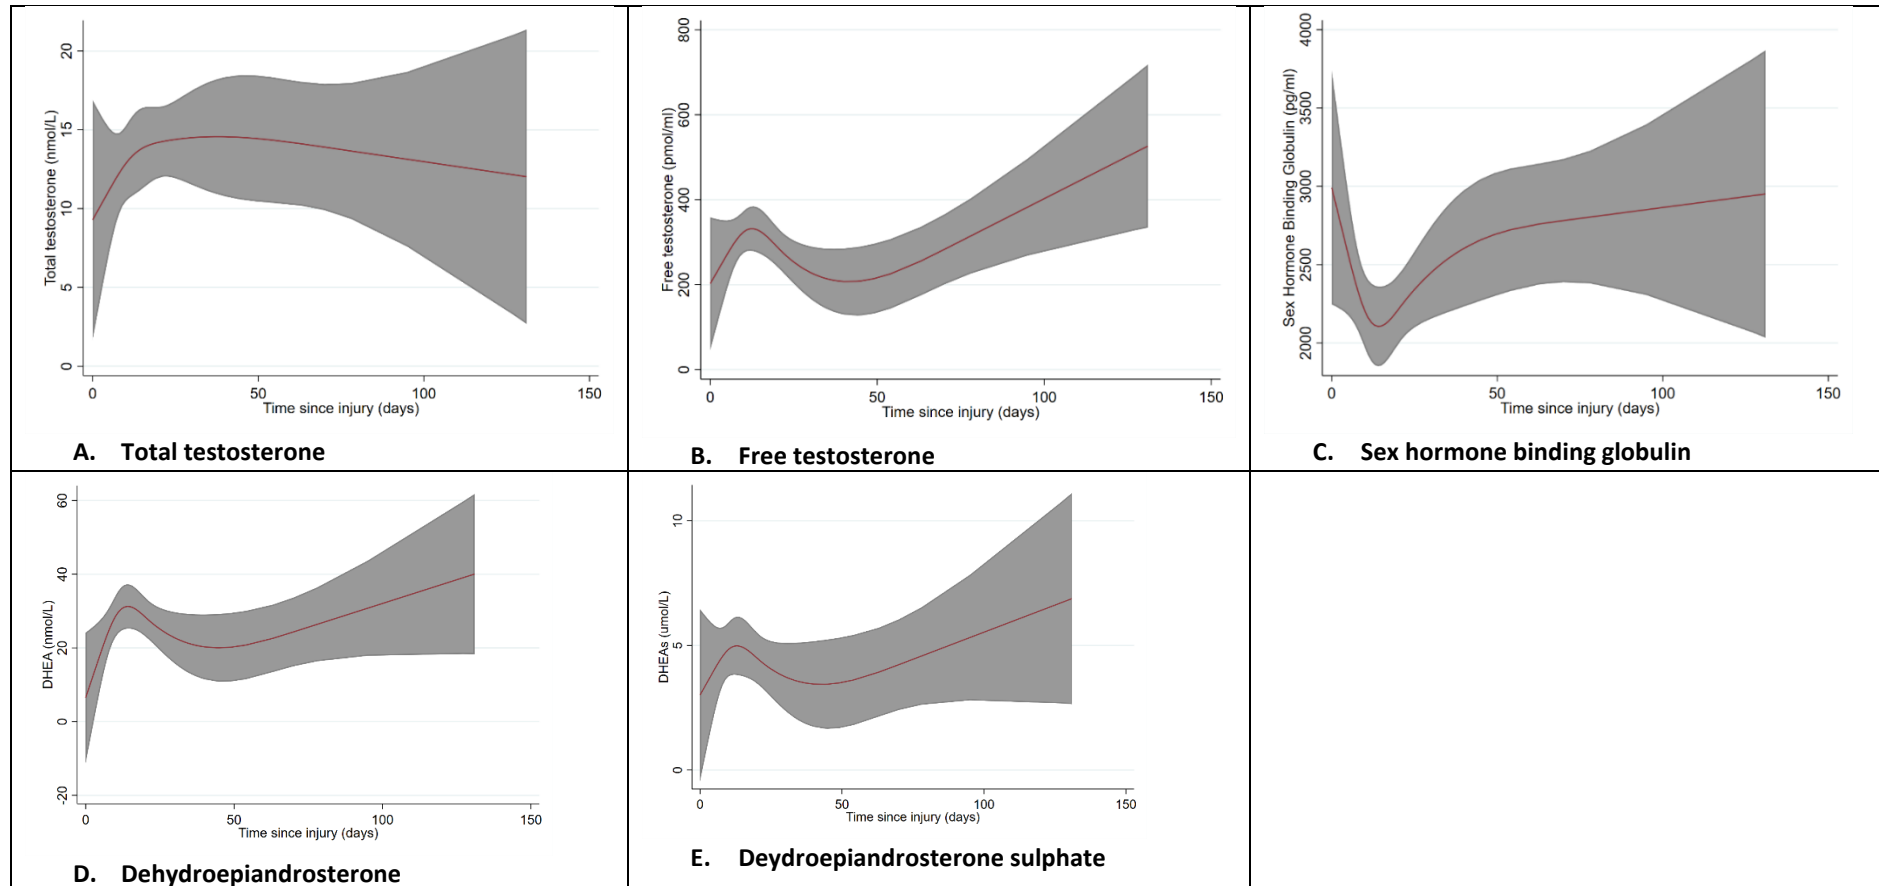 20
15
10
5
0
Total testosterone (nmol/L)
0
50
100
150
Time since injury (days)
A. Total testosterone
800
600
400
200
0
Free testosterone (pmol/ml)
0
50
100
150
Time since injury (days)
B. Free testosterone
4000
3500
3000
2500
2000
Sex Hormone Binding Globulin (pg/ml)
0
50
100
150
Time since injury (days)
C. Sex hormone binding globulin
60
40
20
0
-20
DHEA (nmol/L)
0
50
100
150
Time since injury (days)
D. Dehydroepiandrosterone
10
5
0
DHEAs (umol/L)
0
50
100
150
Time since injury (days)
E. Deydroepiandrosterone sulphate